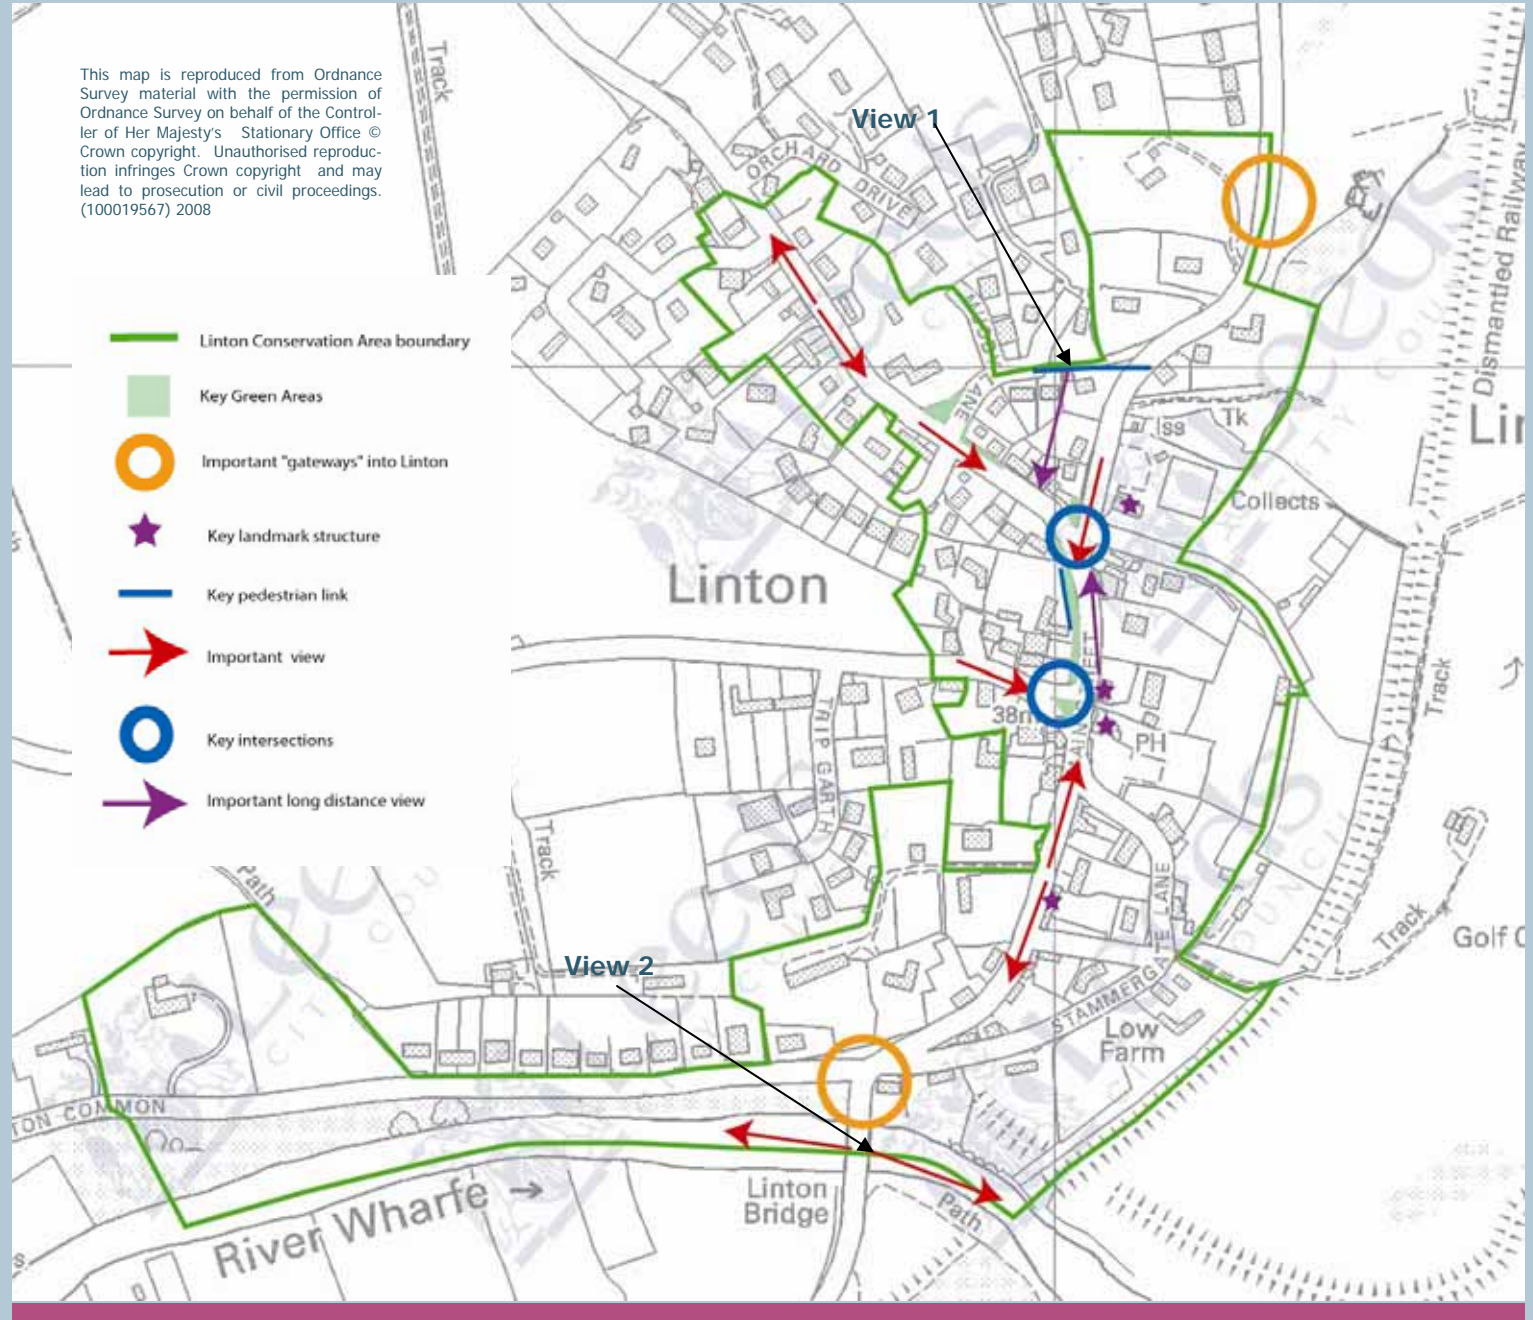 This map is reproduced from Ordnance
Survey material with the permission of
Ordnance Survey on behalf of the Control-
ler of Her Majesty's Stationary Office ©
Crown copyright. Unauthorised reproduc-
tion infringes Crown copyright and may
lead to prosecution or civil proceedings.
(100019567) 2008
Track
View 1
ORCHARD DRIVE
Dismantled Railway
Linton Conservation Area boundary
Key Green Areas
Important "gateways" into Linton
Key landmark structure
Key pedestrian link
Important view
Key intersections
Important long distance view
LANE
Iss
Tk
Lin
Collects
Linton
Track
38m
PH
TRIP GARTH
Track
Path
STAMMERGATE LANE
Track
Golf C
View 2
Low
Farm
TON COMMON
Linton
Bridge
Path
River Wharfe